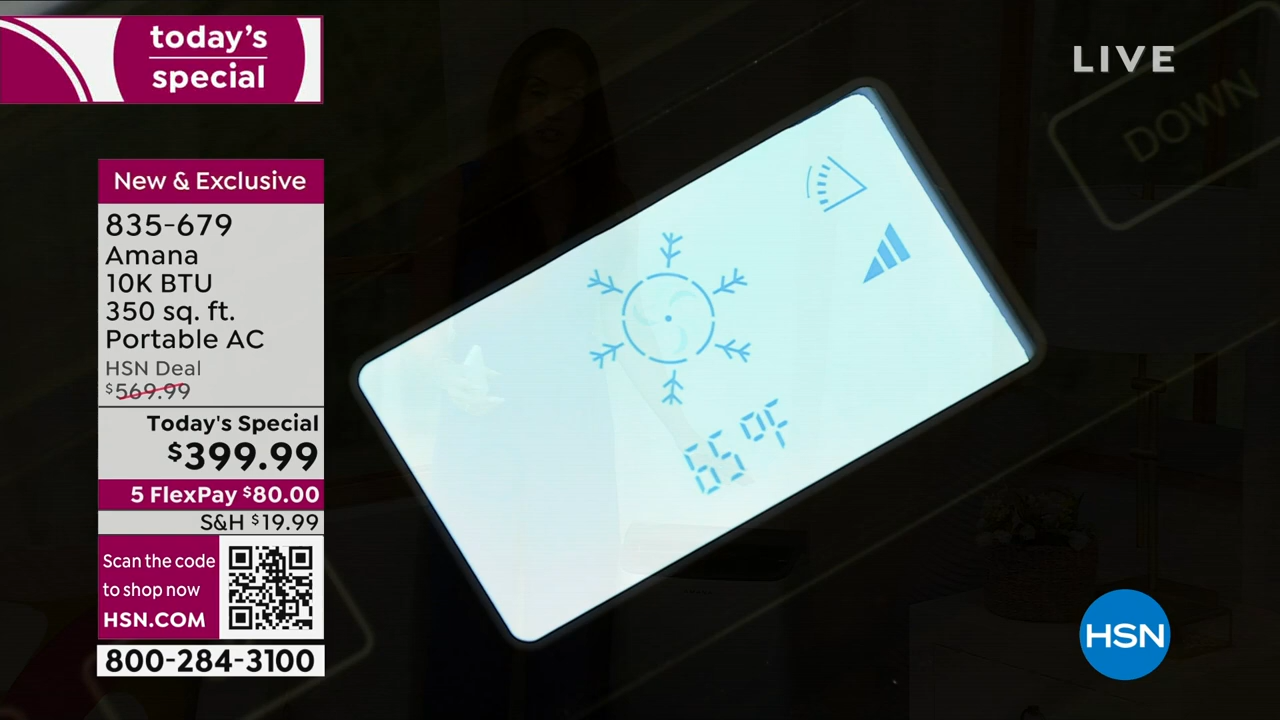 today's
special
LIVE
DOWN
New & Exclusive
835-679
Amana
10K BTU
350 sq. ft.
Portable AC
HSN Deal
$569.99
Today's Special
$399.99
5 FlexPay $80.00
S&H $19.99
Scan the code
to shop now
HSN.COM
800-284-3100
65 °F
HSN